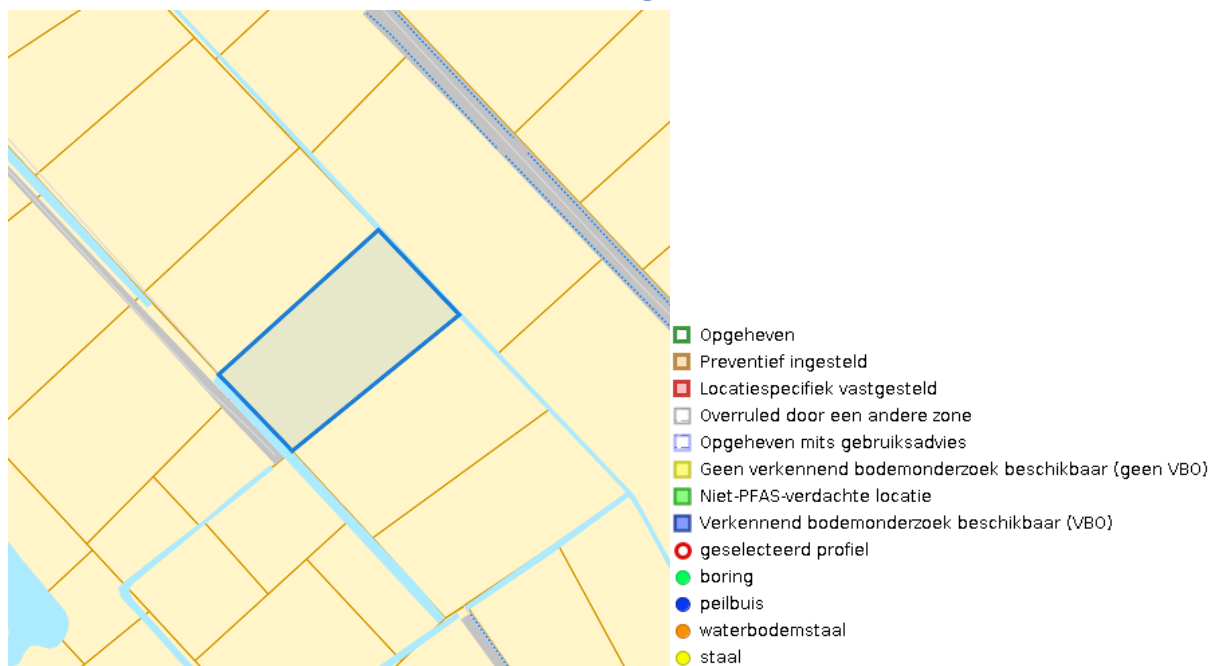 Opgeheven
Preventief ingesteld
Locatiespecifiek vastgesteld
Overruled door een andere zone
Opgeheven mits gebruiksadvies
Geen verkennend bodemonderzoek beschikbaar (geen VBO)
Niet-PFAS-verdachte locatie
Verkennend bodemonderzoek beschikbaar (VBO)
geselecteerd profiel
boring
peilbuis
waterbodemstaal
staal